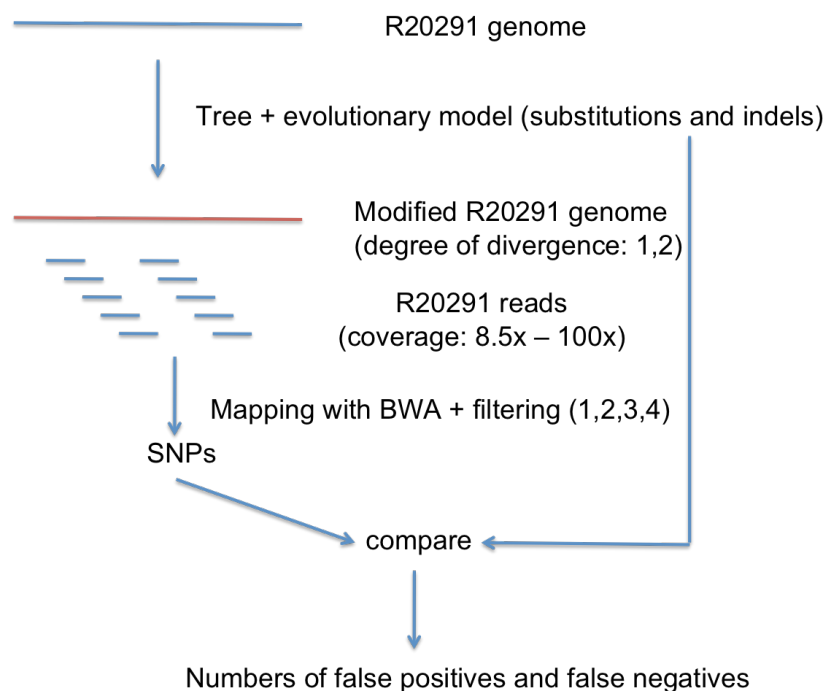 R20291 genome
Tree + evolutionary model (substitutions and indels)
Modified R20291 genome
(degree of divergence: 1,2)
R20291 reads
(coverage: 8.5x – 100x)
Mapping with BWA + filtering (1,2,3,4)
SNPs
compare
Numbers of false positives and false negatives